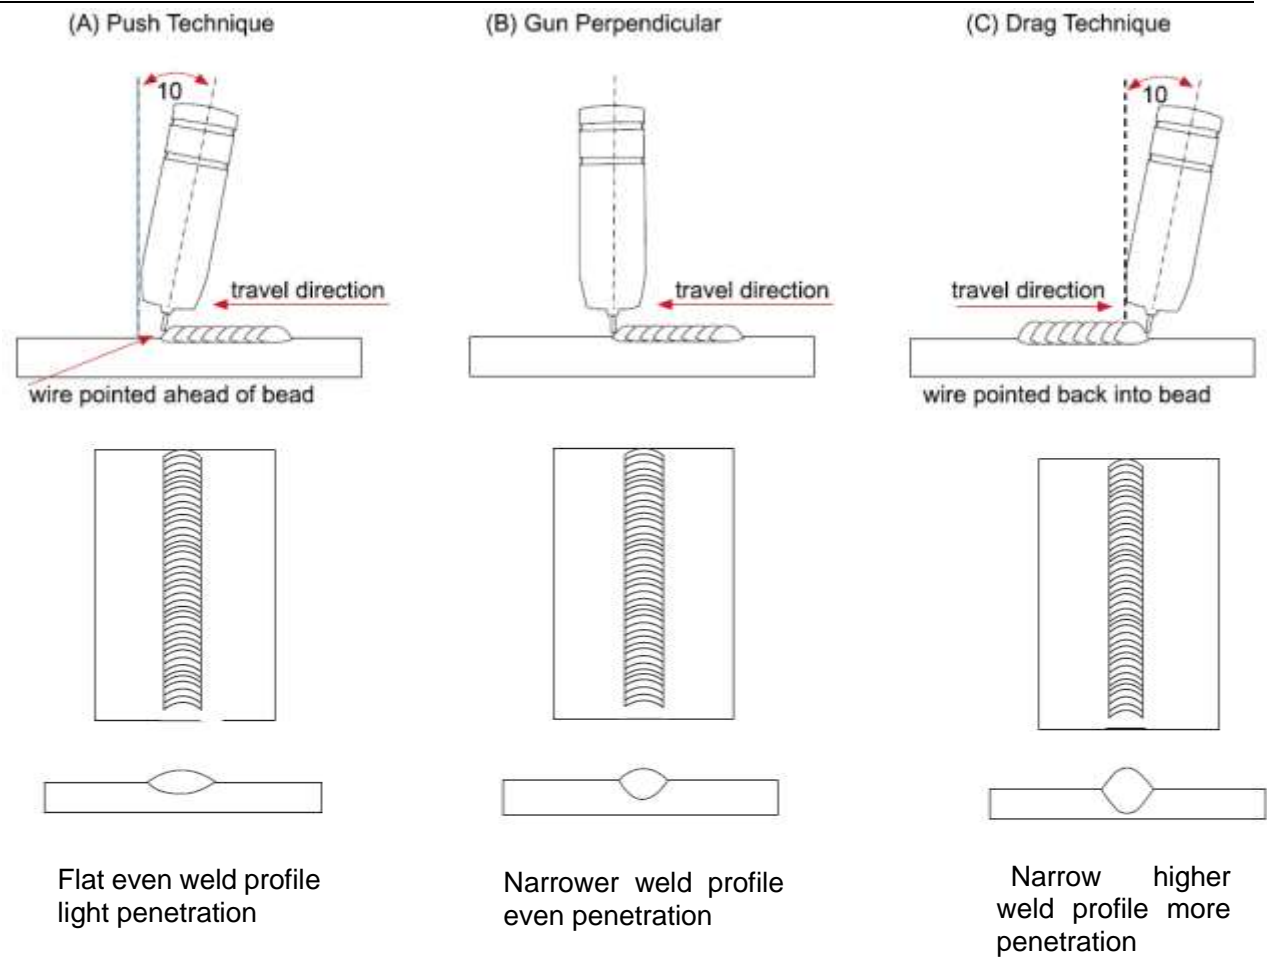 (A) Push Technique
(B) Gun Perpendicular
(C) Drag Technique
10
10
travel direction
travel direction
travel direction
wire pointed ahead of bead
wire pointed back into bead
Flat even weld profile
light penetration
Narrower weld profile
even penetration
Narrow higher
weld profile more
penetration